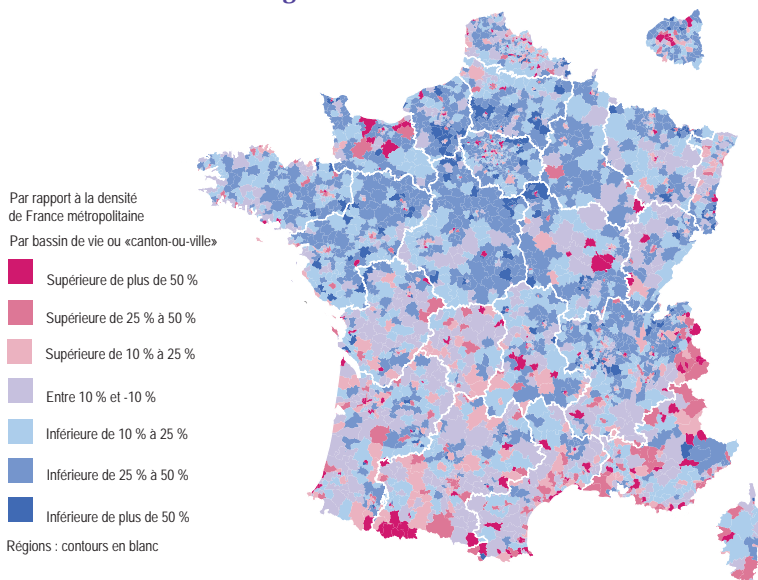 Par rapport à la densité
de France métropolitaine
Par bassin de vie ou «canton-ou-ville»
Supérieure de plus de 50 %
Supérieure de 25 % à 50 %
Supérieure de 10 % à 25 %
Entre 10 % et -10 %
Inférieure de 10 % à 25 %
Inférieure de 25 % à 50 %
Inférieure de plus de 50 %
Régions : contours en blanc